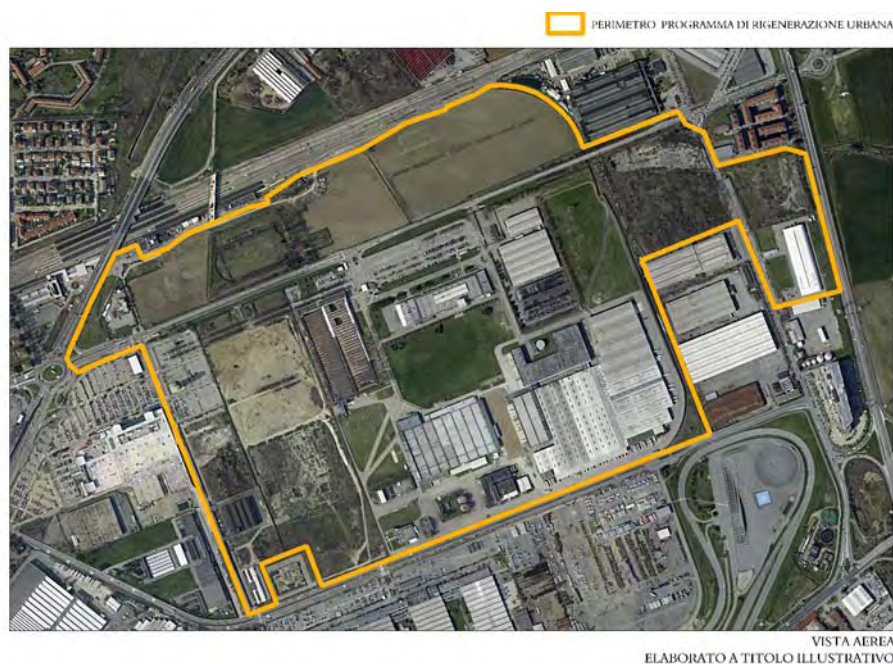 PERIMETRO PROGRAMMA DI RIGENERAZIONE URBANA
VISTA AEREA
ELABORATO A TITOLO ILLUSTRATIVO